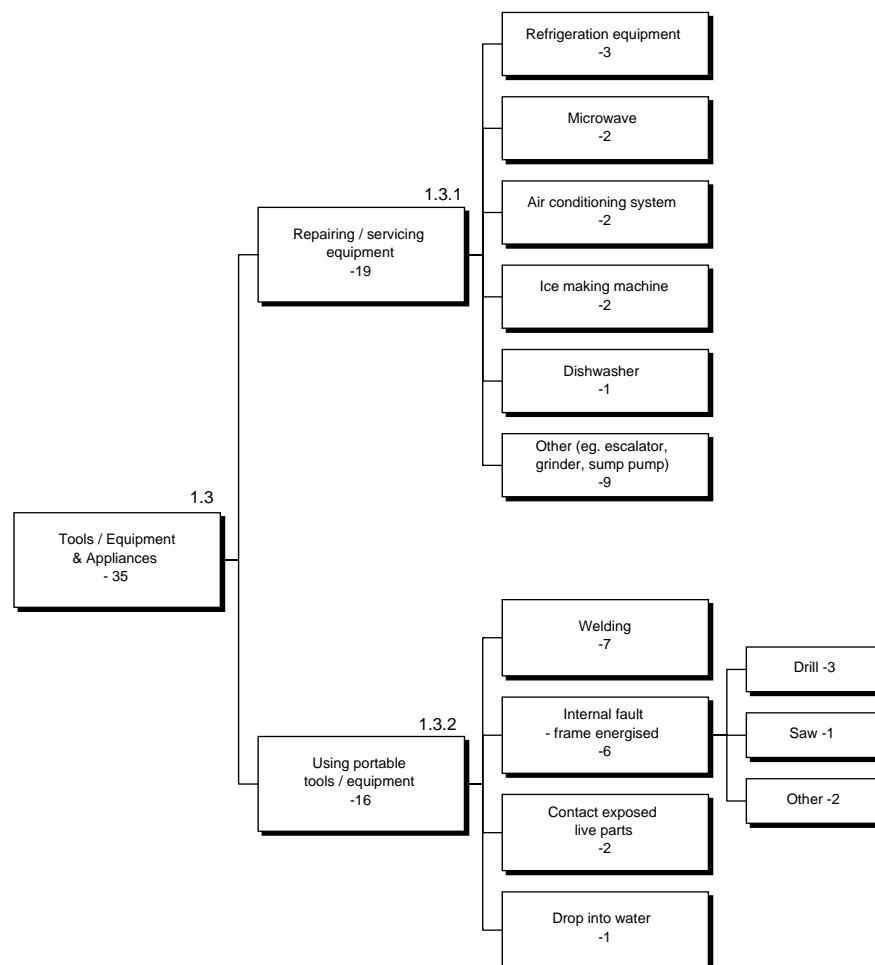 Refrigeration equipment
-3
Microwave
-2
1.3.1
Air conditioning system
-2
Repairing / servicing
equipment
-19
Ice making machine
-2
Dishwasher
-1
Other (eg. escalator,
grinder, sump pump)
-9
1.3
Tools / Equipment
& Appliances
- 35
Welding
-7
Drill -3
1.3.2
Internal fault
- frame energised
-6
Saw -1
Using portable
tools / equipment
-16
Other -2
Contact exposed
live parts
-2
Drop into water
-1